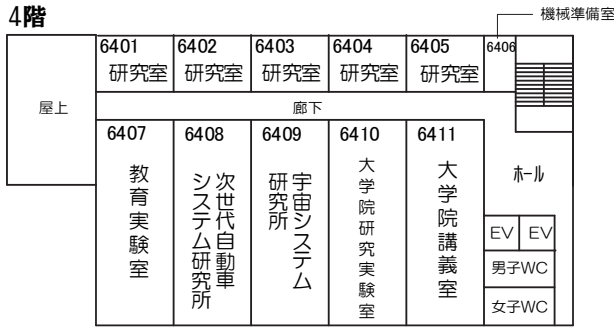 4階
機械準備室
6401
研究室
6402
研究室
6403
研究室
6404
研究室
6405
研究室
6406
屋上
廊下
6407
教育実験室
6408
次世代自動車
システム研究所
6409
宇宙システム
研究所
6410
大学院研究実験室
6411
大学院講義室
ホール
EV
EV
男子WC
女子WC